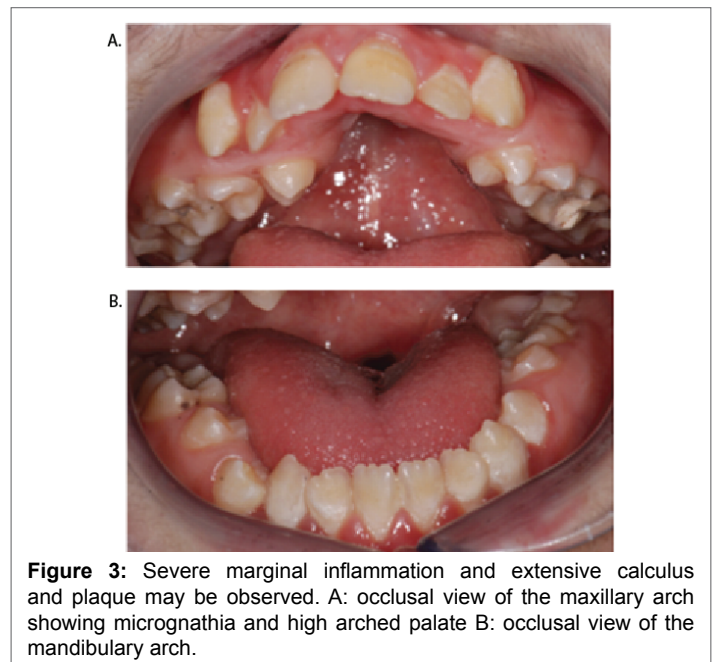 A.
B.
Figure 3: Severe marginal inflammation and extensive calculus
and plaque may be observed. A: occlusal view of the maxillary arch
showing micrognathia and high arched palate B: occlusal view of the
mandibular arch.